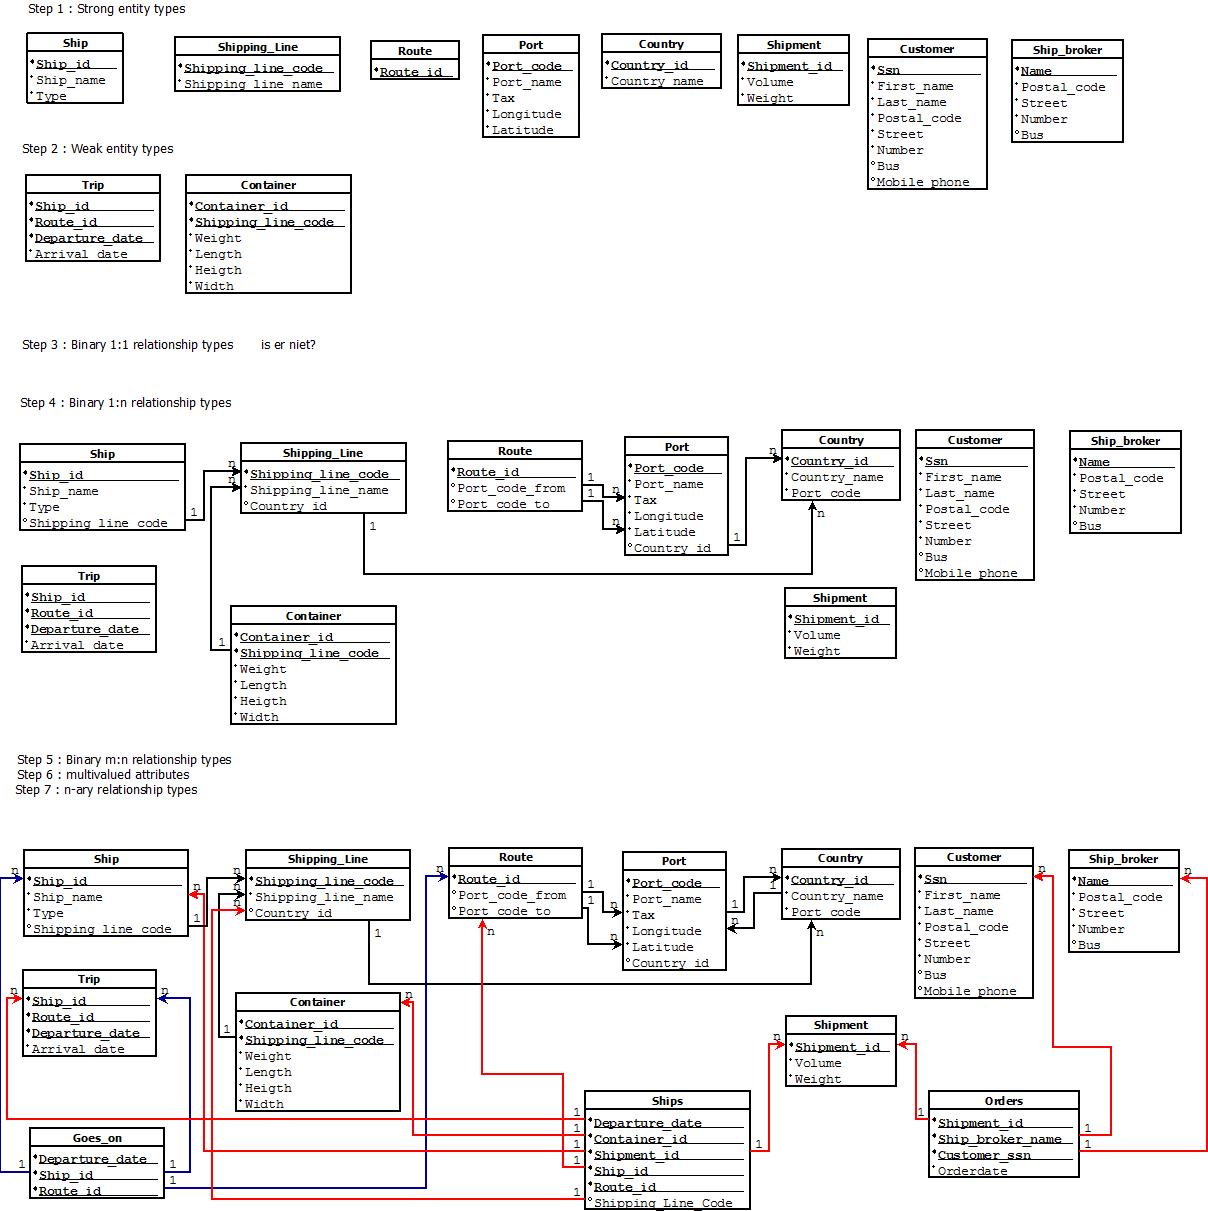 Step 1 : Strong entity types
Ship
Ship_id
Ship_name
Type
Shipping_Line
Shipping_line_code
Shipping_line_name
Route
Route_id
Port
Port_code
Port_name
Tax
Longitude
Latitude
Country
Country_id
Country_name
Shipment
Shipment_id
Volume
Weight
Customer
Ssn
First_name
Last_name
Postal_code
Street
Number
Bus
Mobile_phone
Ship_broker
Name
Postal_code
Street
Number
Bus
Step 2 : Weak entity types
Trip
Ship_id
Route_id
Departure_date
Arrival_date
Container
Container_id
Shipping_line_code
Weight
Length
Heigth
Width
Step 3 : Binary 1:1 relationship types is er niet?
Step 4 : Binary 1:n relationship types
Ship
Ship_id
Ship_name
Type
Shipping_line_code
1
n
n
Shipping_Line
Shipping_line_code
Shipping_line_name
Country_id
1
Route
Route_id
Port_code_from
Port_code_to
1
1
n
n
Port
Port_code
Port_name
Tax
Longitude
Latitude
Country_id
1
n
Country
Country_id
Country_name
Port_code
n
Customer
Ssn
First_name
Last_name
Postal_code
Street
Number
Bus
Mobile_phone
Ship_broker
Name
Postal_code
Street
Number
Bus
Trip
Ship_id
Route_id
Departure_date
Arrival_date
1
Container
Container_id
Shipping_line_code
Weight
Length
Heigth
Width
Shipment
Shipment_id
Volume
Weight
Step 5 : Binary m:n relationship types
Step 6 : multivalued attributes
Step 7 : n-ary relationship types
n
Ship
Ship_id
Ship_name
Type
Shipping_line_code
n
1
n
n
n
Shipping_Line
Shipping_line_code
Shipping_line_name
Country_id
1
n
Route
Route_id
Port_code_from
Port_code_to
n
1
1
n
n
Port
Port_code
Port_name
Tax
Longitude
Latitude
Country_id
1
n
n
1
Country
Country_id
Country_name
Port_code
n
Customer
Ssn
First_name
Last_name
Postal_code
Street
Number
Bus
Mobile_phone
n
Ship_broker
Name
Postal_code
Street
Number
Bus
n
n
Trip
Ship_id
Route_id
Departure_date
Arrival_date
n
1
Container
Container_id
Shipping_line_code
Weight
Length
Heigth
Width
n
n
Shipment
Shipment_id
Volume
Weight
n
1
Goes_on
Departure_date
Ship_id
Route_id
1
1
1
1
1
1
1
Ships
Departure_date
Container_id
Shipment_id
Ship_id
Route_id
Shipping_Line_Code
1
1
Orders
Shipment_id
Ship_broker_name
Customer_ssn
Orderdate
1
1